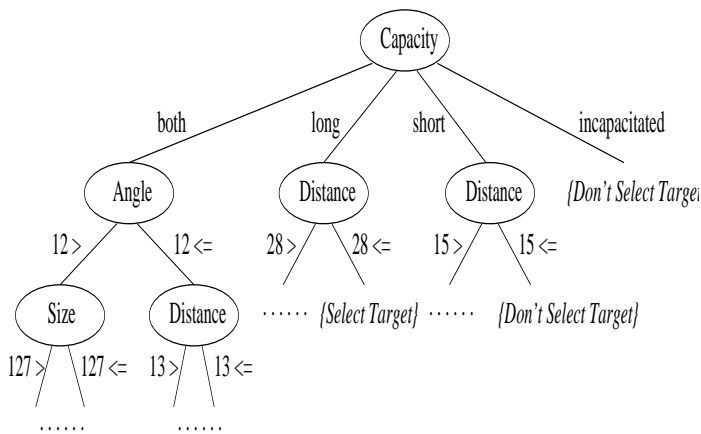 Capacity
both long short incapacitated
Angle Distance Distance {Don't Select Target
12 > 12 <= 28 > 28 <= 15 > 15 <=
Size Distance ...... {Select Target} ...... {Don't Select Target}
127 > 127 <= 13 > 13 <=
...... ......